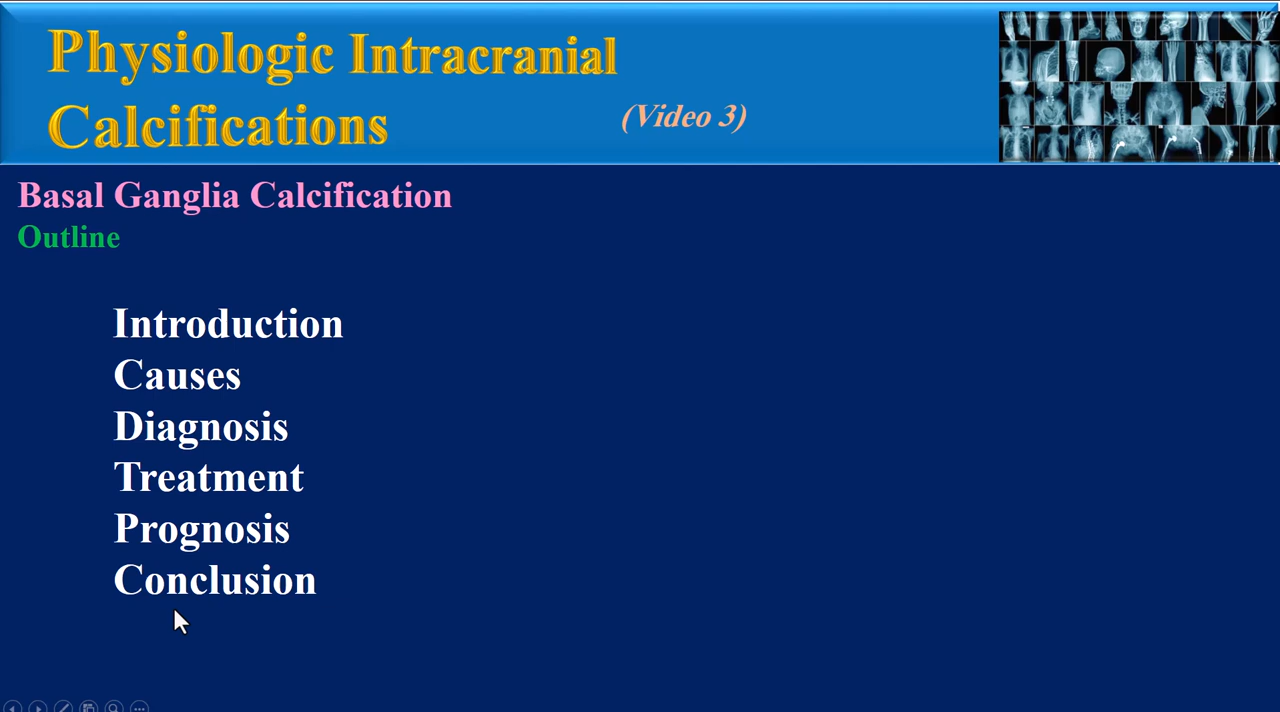 Physiologic Intracranial
Calcifications
(Video 3)
Basal Ganglia Calcification
Outline
Introduction
Causes
Diagnosis
Treatment
Prognosis
Conclusion